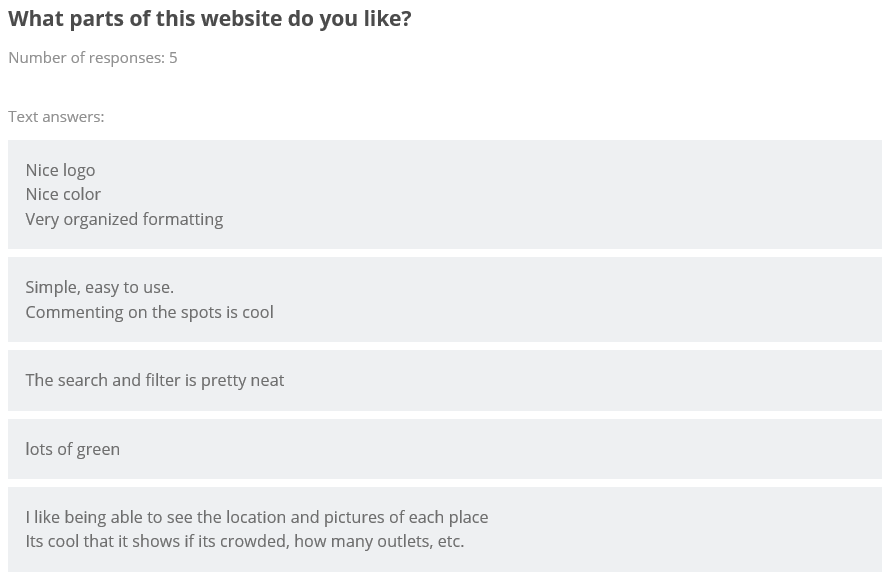 What parts of this website do you like?
Number of responses: 5
Text answers:
Nice logo
Nice color
Very organized formatting
Simple, easy to use.
Commenting on the spots is cool
The search and filter is pretty neat
lots of green
I like being able to see the location and pictures of each place
Its cool that it shows if its crowded, how many outlets, etc.